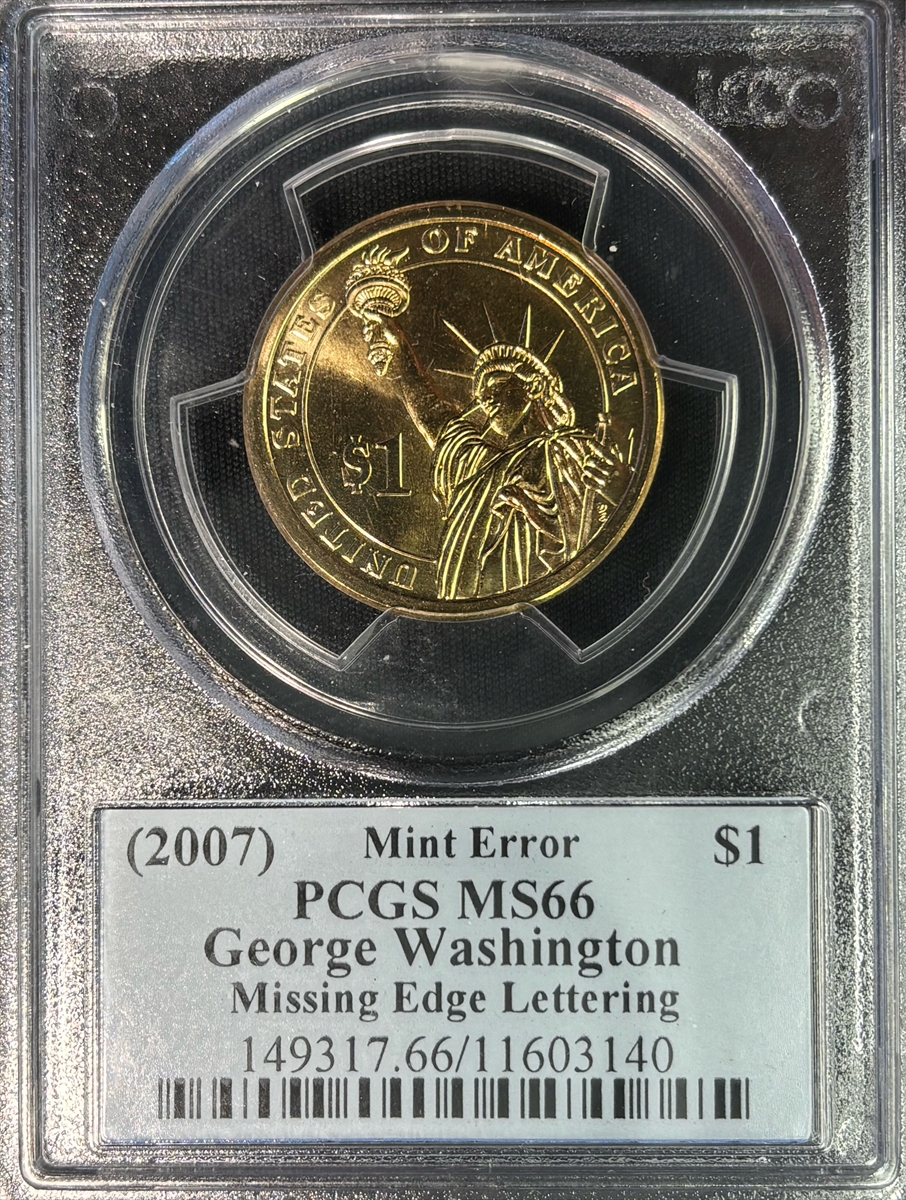 UNITED STATES OF AMERICA
$1
(2007) Mint Error $1
PCGS MS66
George Washington
Missing Edge Lettering
149317.66/11603140